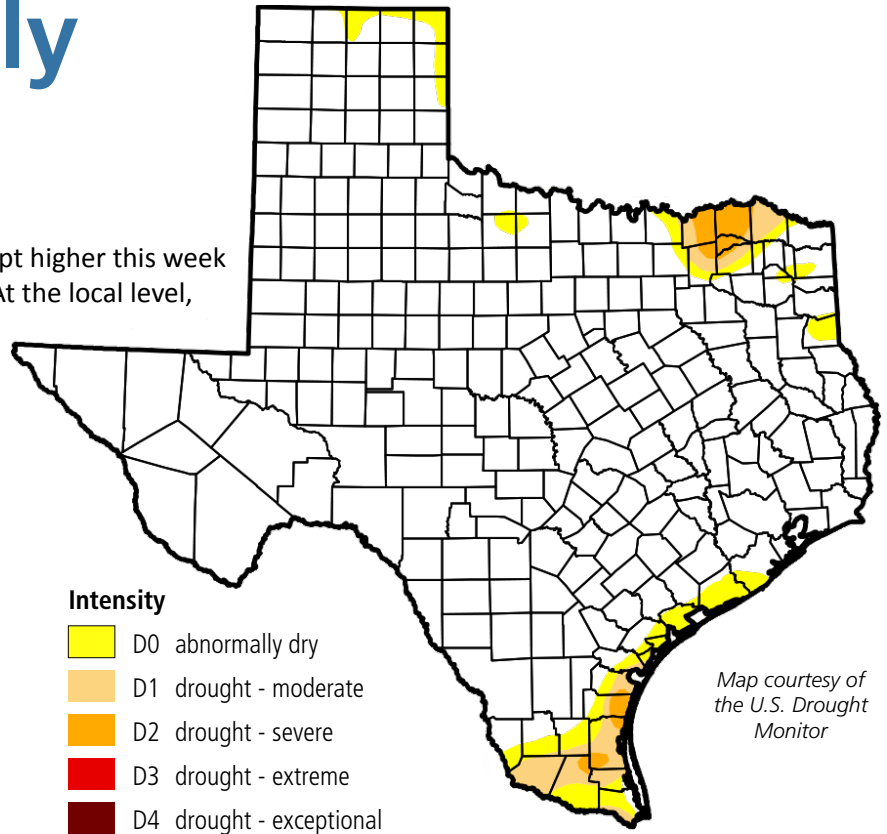 ly
pt higher this week
At the local level,
Intensity
D0 abnormally dry
D1 drought - moderate
D2 drought - severe
D3 drought - extreme
D4 drought - exceptional
Map courtesy of
the U.S. Drought
Monitor